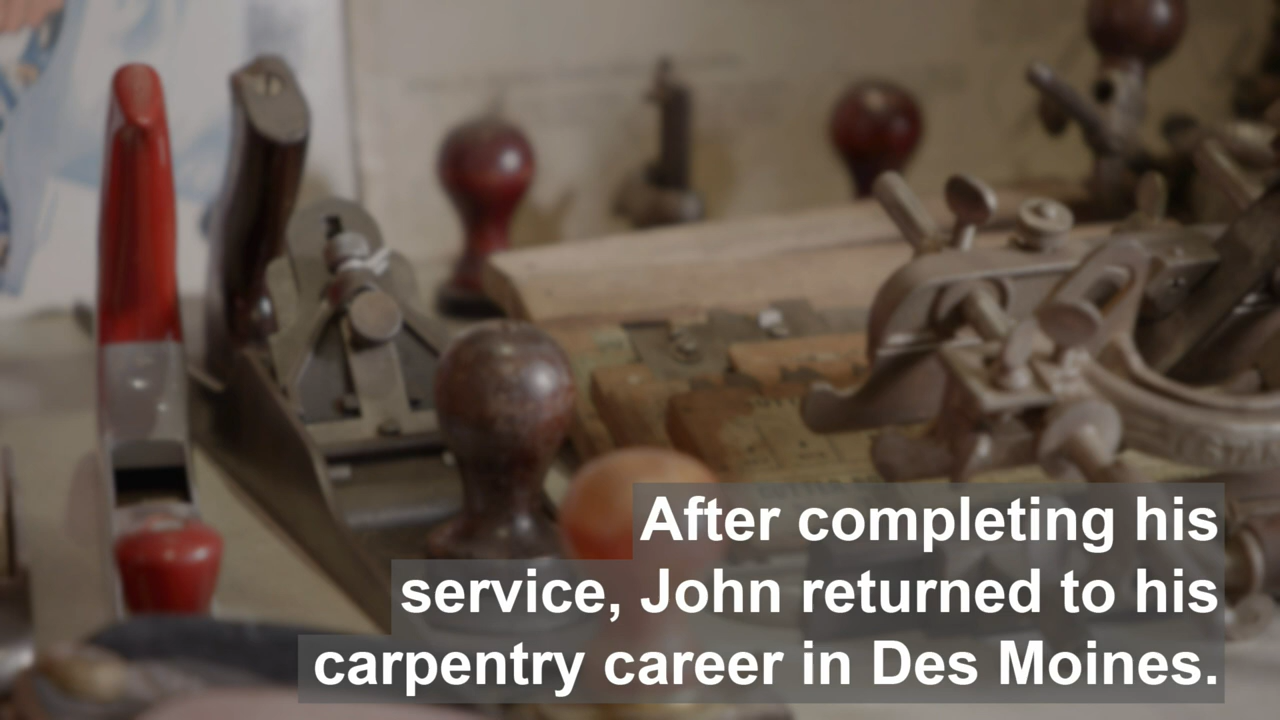 After completing his
service, John returned to his
carpentry career in Des Moines.